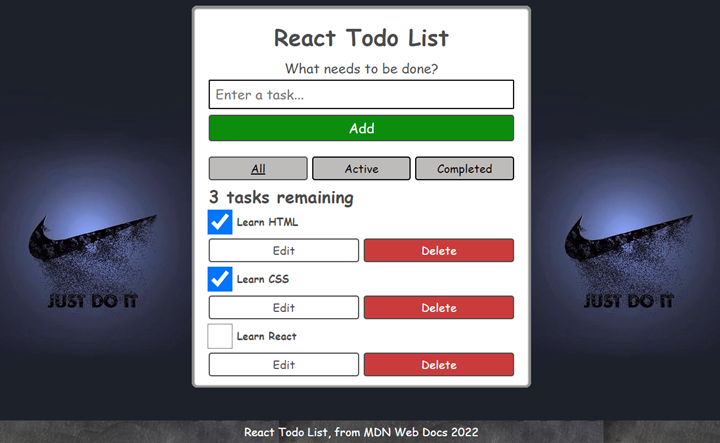 React Todo List
What needs to be done?
Enter a task...
Add
All Active Completed
3 tasks remaining
Learn HTML
Edit Delete
Learn CSS
Edit Delete
Learn React
Edit Delete
JUST DO IT
JUST DO IT
React Todo List, from MDN Web Docs 2022